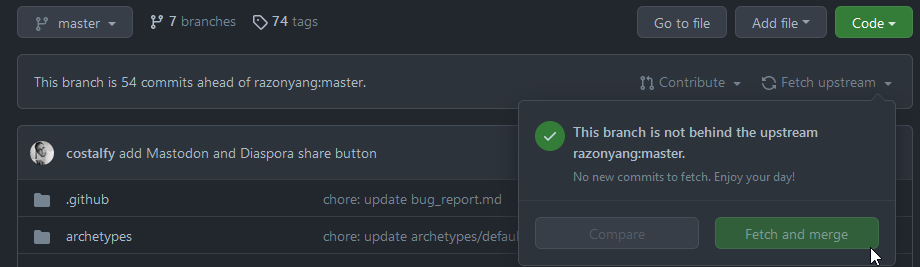 master 7 branches 74 tags Go to file Add file Code
This branch is 54 commits ahead of razonyang:master. Contribute Fetch upstream
This branch is not behind the upstream
razonyang:master.
No new commits to fetch. Enjoy your day!
Compare Fetch and merge
costalfy add Mastodon and Diaspora share button
.github chore: update bug_report.md
archetypes chore: update archetypes/defaul